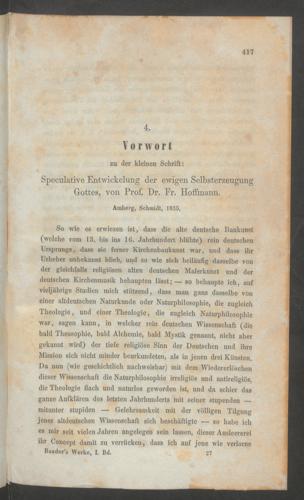 417
4.
Vorwort
zu der kleinen Schrift:
Speculative Entwickelung der ewigen Selbsterzeugung
Gottes, von Prof. Dr. Fr. Hoffmann.
Amberg, Schmidt, 1835.
So wie es erwiesen ist, dass die alte deutsche Baukunst
(welche vom 13. bis ins 16. Jahrhundert blühte) rein deutschen
Ursprungs, dass sie ferner Kirchenbaukunst war, und dass ihr
Urheber unbekannt blieb, und so wie sich beiläufig dasselbe von
der gleichfalls religiösen alten deutschen Malerkunst und der
deutschen Kirchenmusik behaupten lässt; — so behaupte ich, auf
vieljährige Studien mich stützend, dass man ganz dasselbe von
einer altdeutschen Naturkunde oder Naturphilosophie, die zugleich
Theologie, und einer Theologie, die zugleich Naturphilosophie
war, sagen kann, in welcher rein deutschen Wissenschaft (die
bald Theosophie, bald Alchemie, bald Mystik genannt, nicht aber
gekannt wird) der tiefe religiöse Sinn der Deutschen und ihre
Mission sich nicht minder beurkundeten, als in jenen drei Künsten.
Da nun (wie geschichtlich nachweisbar) mit dem Wiedererlöschen
dieser Wissenschaft die Naturphilosophie irreligiös und antireligiös,
die Theologie flach und naturlos geworden ist, und da schier das
ganze Aufklären des letzten Jahrhunderts mit seiner stupenden —
mitunter stupiden — Gelehrsamkeit mit der völligen Tilgung
jener altdeutschen Wissenschaft sich beschäftigte — so habe ich
es mir seit vielen Jahren angelegen sein lassen, dieser Ausleererei
ihr Concept damit zu verrücken, dass ich auf jene wie verlorne
Baader's Werke, I. Bd. 27